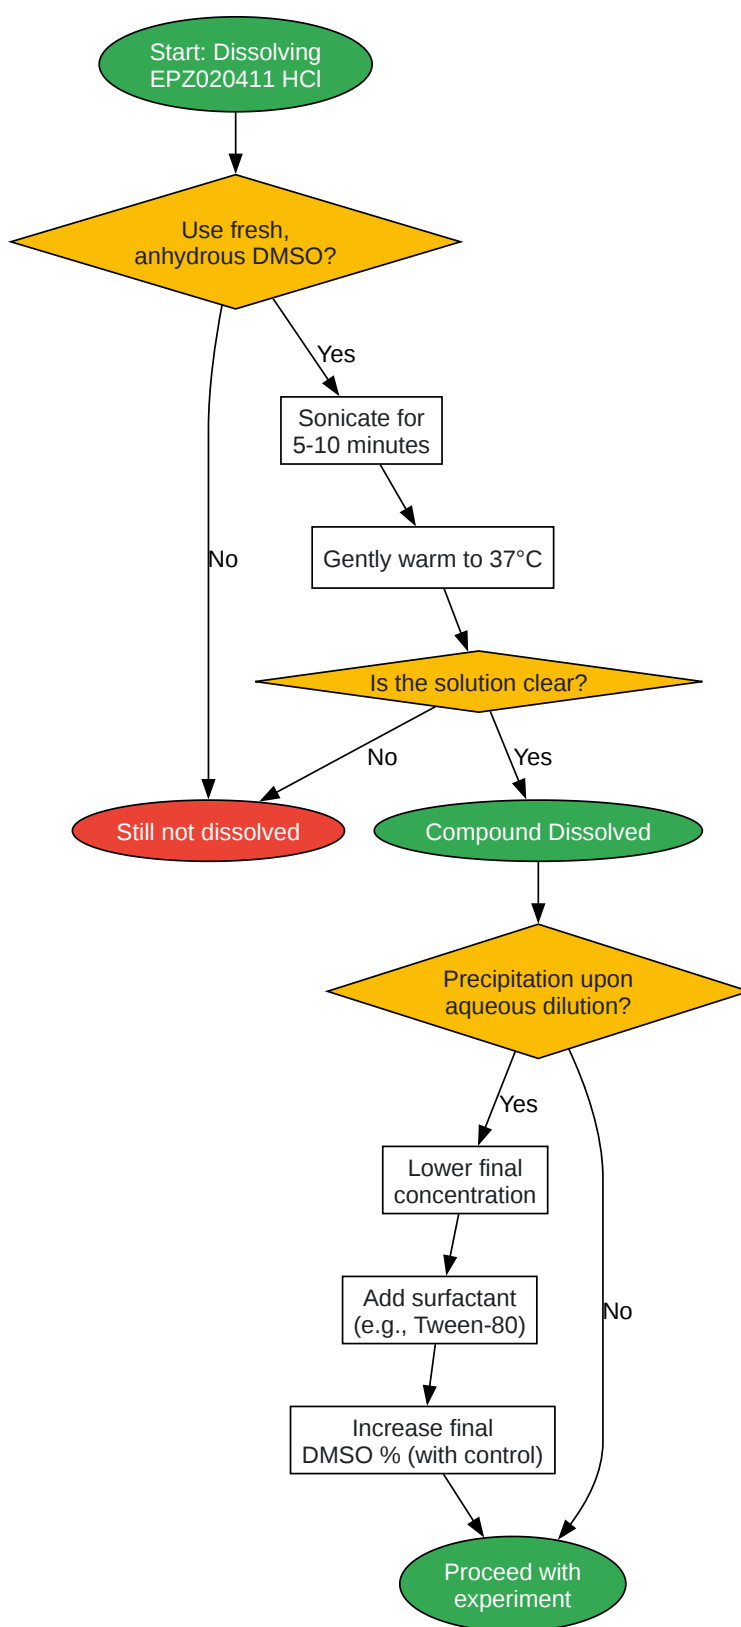 Start: Dissolving
EPZ020411 HCl
Use fresh,
anhydrous DMSO?
Yes
Sonicate for
5-10 minutes
Gently warm to 37°C
No
Is the solution clear?
No
Yes
Still not dissolved
Compound Dissolved
Precipitation upon
aqueous dilution?
Yes
Lower final
concentration
Add surfactant
(e.g., Tween-80)
No
Increase final
DMSO % (with control)
Proceed with
experiment